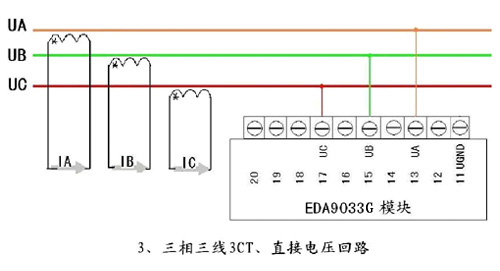 UA
UB
UC
IA IB IC
UC UB UA UGND
20 19 18 17 16 15 14 13 12 11
EDA9033G 模块
3、三相三线3CT、直接电压回路